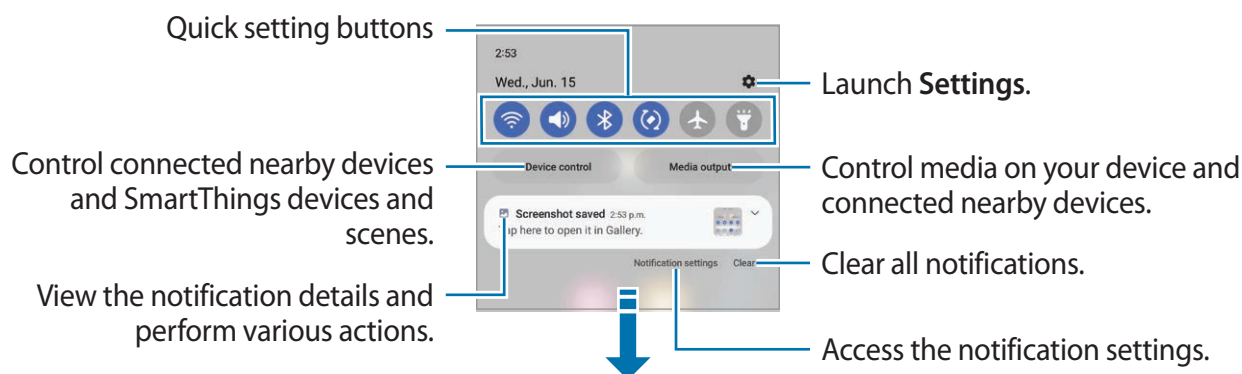 Quick setting buttons
2:53
Wed., Jun. 15
Launch Settings.
Control connected nearby devices
and SmartThings devices and
scenes.
Device control
Media output
Control media on your device and
connected nearby devices.
Screenshot saved 2:53 p.m.
Tap here to open it in Gallery.
Notification settings
Clear
Clear all notifications.
View the notification details and
perform various actions.
Access the notification settings.